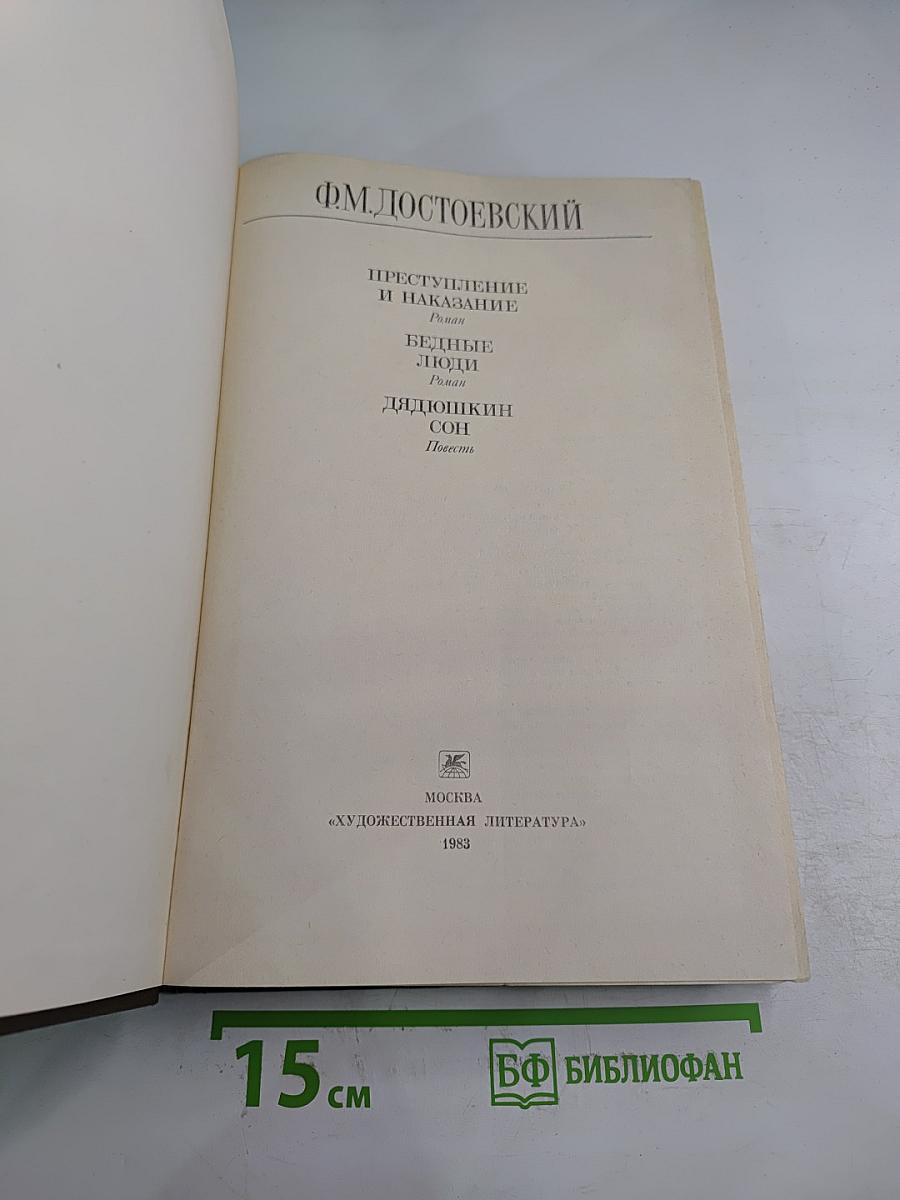 Ф.М.ДОСТОЕВСКИЙ
ПРЕСТУПЛЕНИЕ
И НАКАЗАНИЕ
Роман
БЕДНЫЕ
ЛЮДИ
Роман
ДЯДЮШКИН
СОН
Повесть
МОСКВА
«ХУДОЖЕСТВЕННАЯ ЛИТЕРАТУРА»
1983
15 см
БФ БИБЛИОФАН